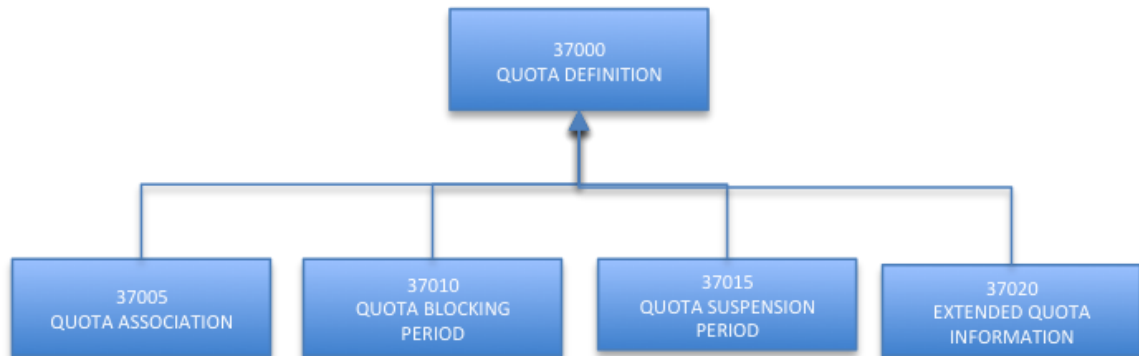 37000
QUOTA DEFINITION
37005
QUOTA ASSOCIATION
37010
QUOTA BLOCKING
PERIOD
37015
QUOTA SUSPENSION
PERIOD
37020
EXTENDED QUOTA
INFORMATION